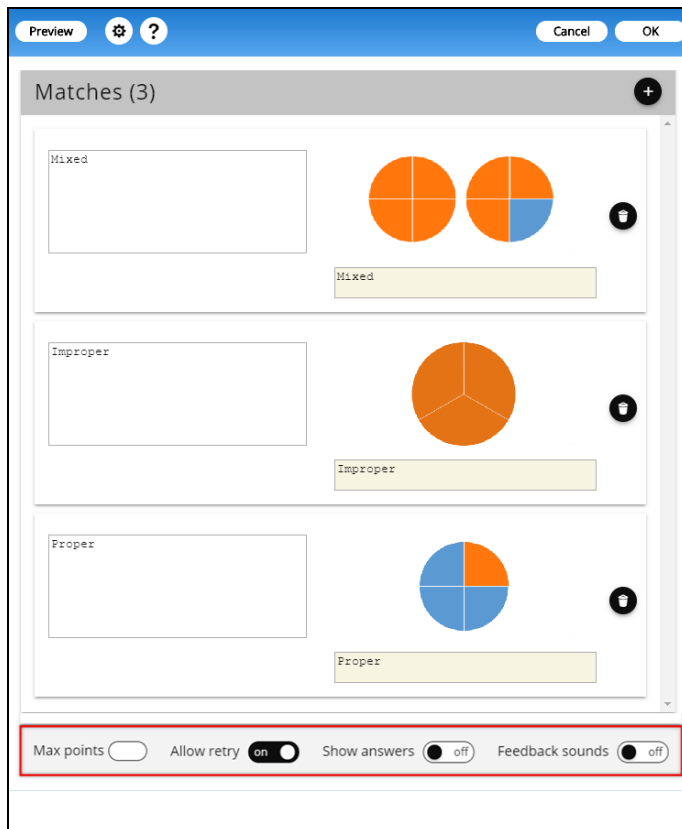 Preview ? Cancel OK
Matches (3) +
Mixed
Mixed
Improper
Improper
Proper
Proper
Max points Allow retry on Show answers off Feedback sounds off